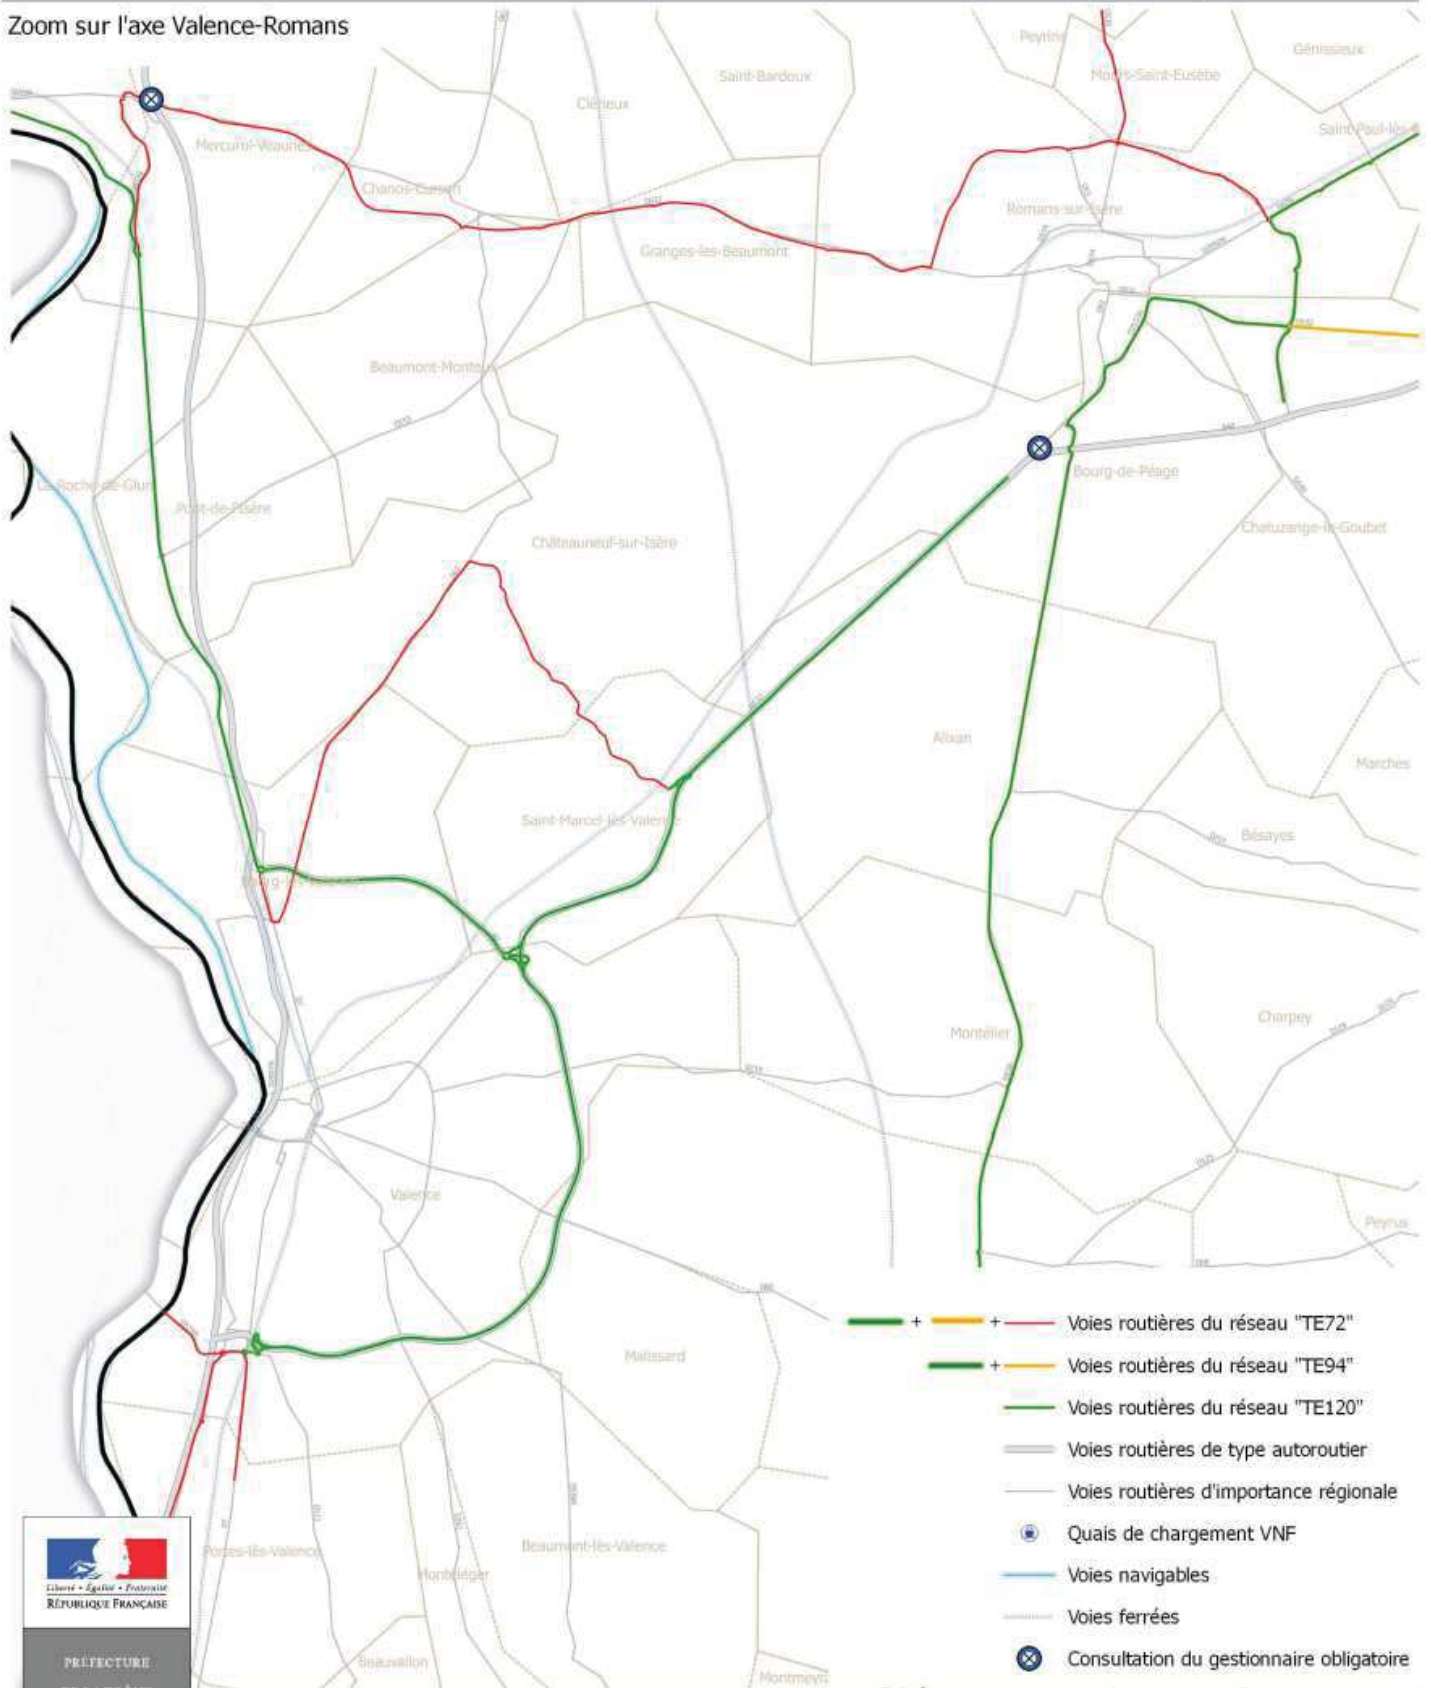 Zoom sur l'axe Valence-Romans
Peyrins
Génissieux
Saint-Bardoux
Mours-Saint-Eusèbe
Clérieux
Saint-Paul-lès-
Mercurol-Veaunes
Chanos-Curson
Romans-sur-Isère
Granges-les-Beaumont
Beaumont-Monteux
Bourg-de-Péage
La Roche-de-Glun
Pont-de-l'Isère
Chatuzange-le-Goubet
Châteauneuf-sur-Isère
Alixan
Marches
Saint-Marcel-lès-Valence
Bésayes
Bourg-lès-Valence
Charpey
Montélier
Valence
Peyrus
Malissard
Voies routières du réseau "TE72"
Voies routières du réseau "TE94"
Voies routières du réseau "TE120"
Voies routières de type autoroutier
Voies routières d'importance régionale
Quais de chargement VNF
Voies navigables
Voies ferrées
Consultation du gestionnaire obligatoire
Portes-lès-Valence
Beaumont-lès-Valence
Montéléger
Beauvallon
Montmeyr
Liberté • Égalité • Fraternité
RÉPUBLIQUE FRANÇAISE
PRÉFECTURE